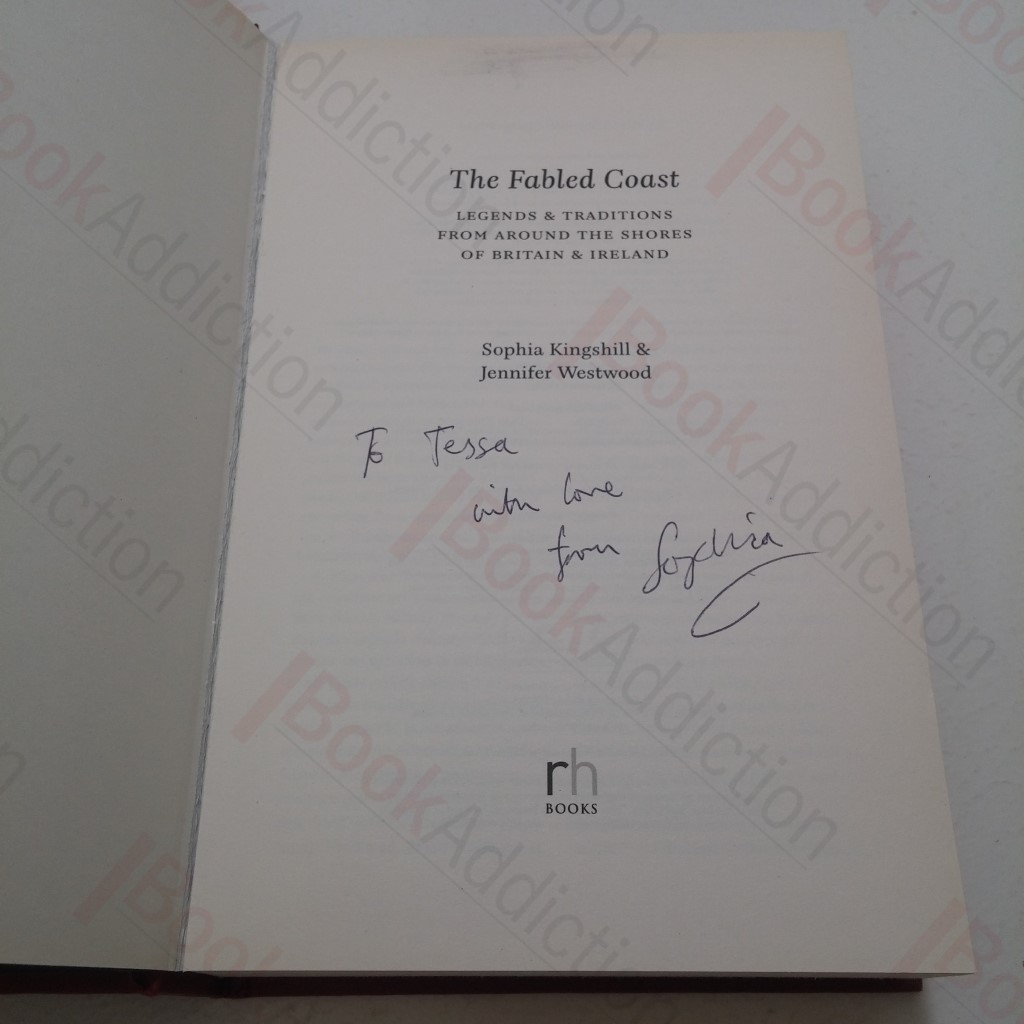 The Fabled Coast
LEGENDS & TRADITIONS
FROM AROUND THE SHORES
OF BRITAIN & IRELAND
Sophia Kingshill &
Jennifer Westwood
To Tessa
with love
from Sophia
rh
BOOKS
BookAddiction